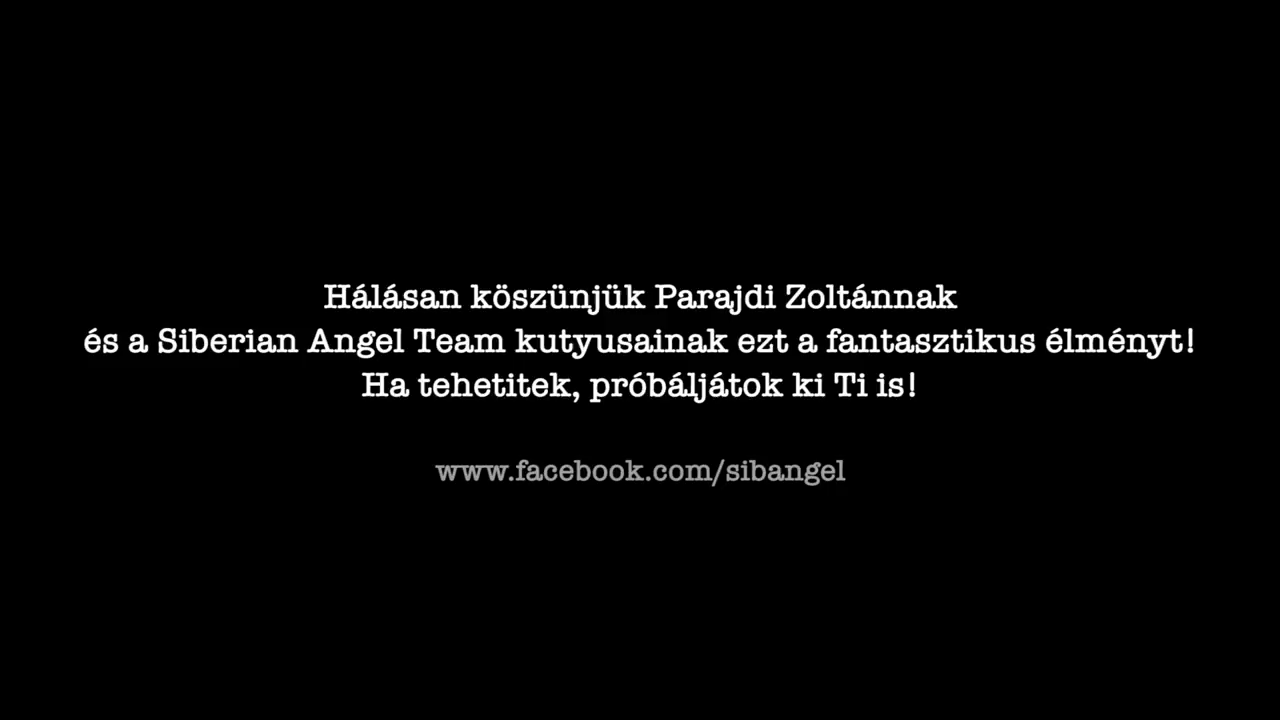 Hálásan köszünjük Parajdi Zoltánnak
és a Siberian Angel Team kutyusainak ezt a fantasztikus élményt!
Ha tehetitek, próbáljátok ki Ti is!
www.facebook.com/sibangel